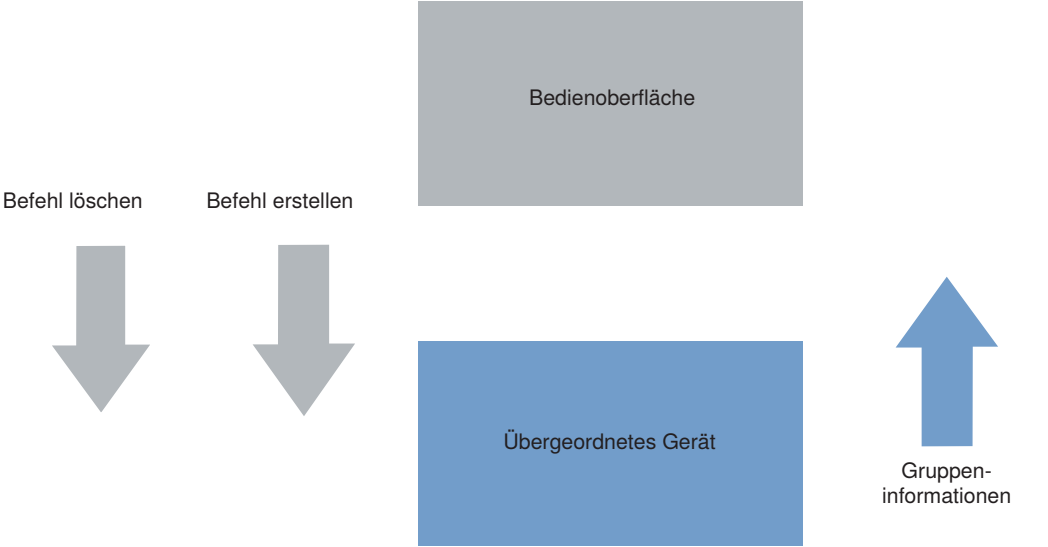 Bedienoberfläche
Befehl löschen
Befehl erstellen
Übergeordnetes Gerät
Gruppen-
informationen